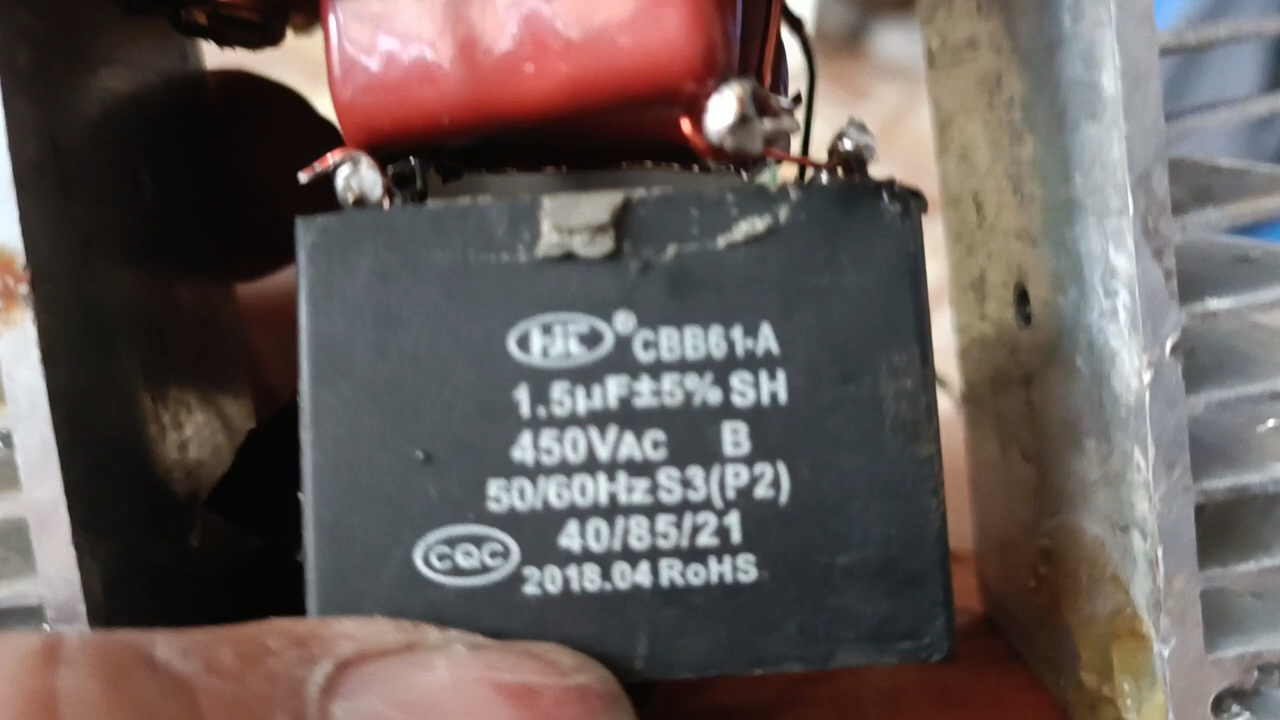 HJC® CBB61-A
1.5µF±5% SH
450VAC B
50/60Hz S3(P2)
40/85/21
CQC 2018.04 RoHS